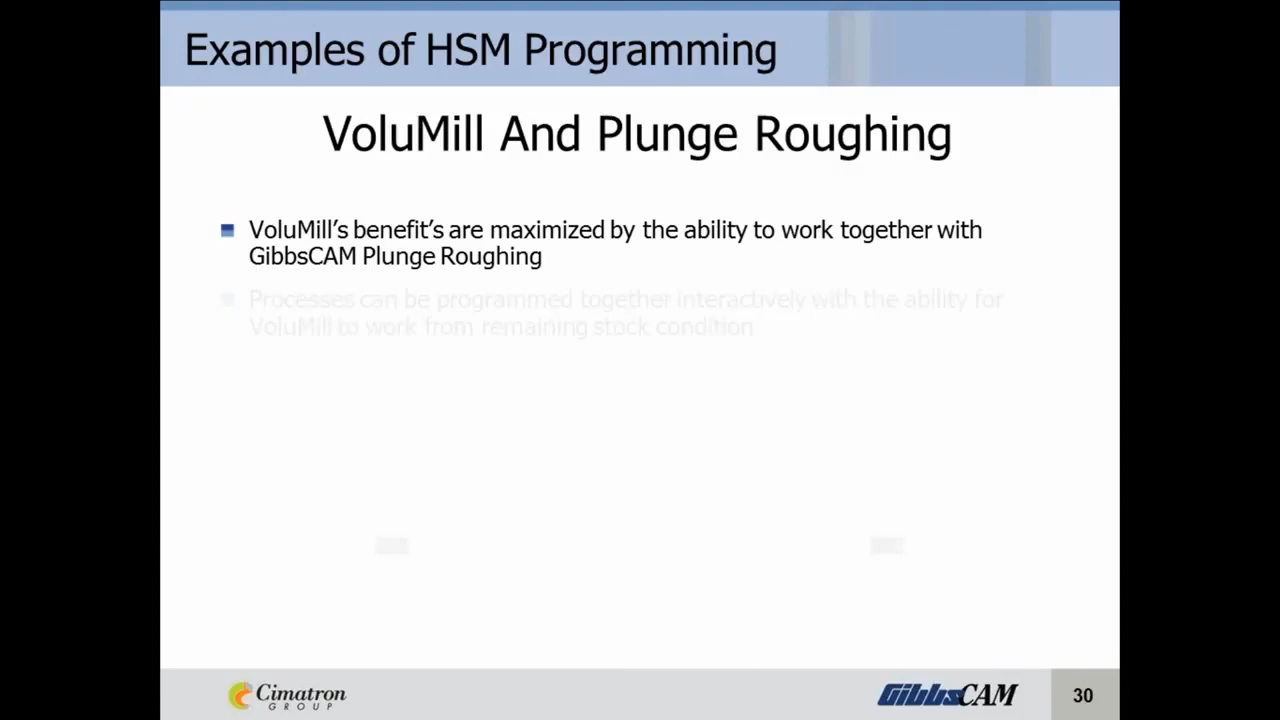 Examples of HSM Programming
VoluMill And Plunge Roughing
VoluMill's benefit's are maximized by the ability to work together with
GibbsCAM Plunge Roughing
Processes can be programmed together interactively with the ability for
VoluMill to work from remaining stock condition
Cimatron
GROUP
GibbsCAM
30